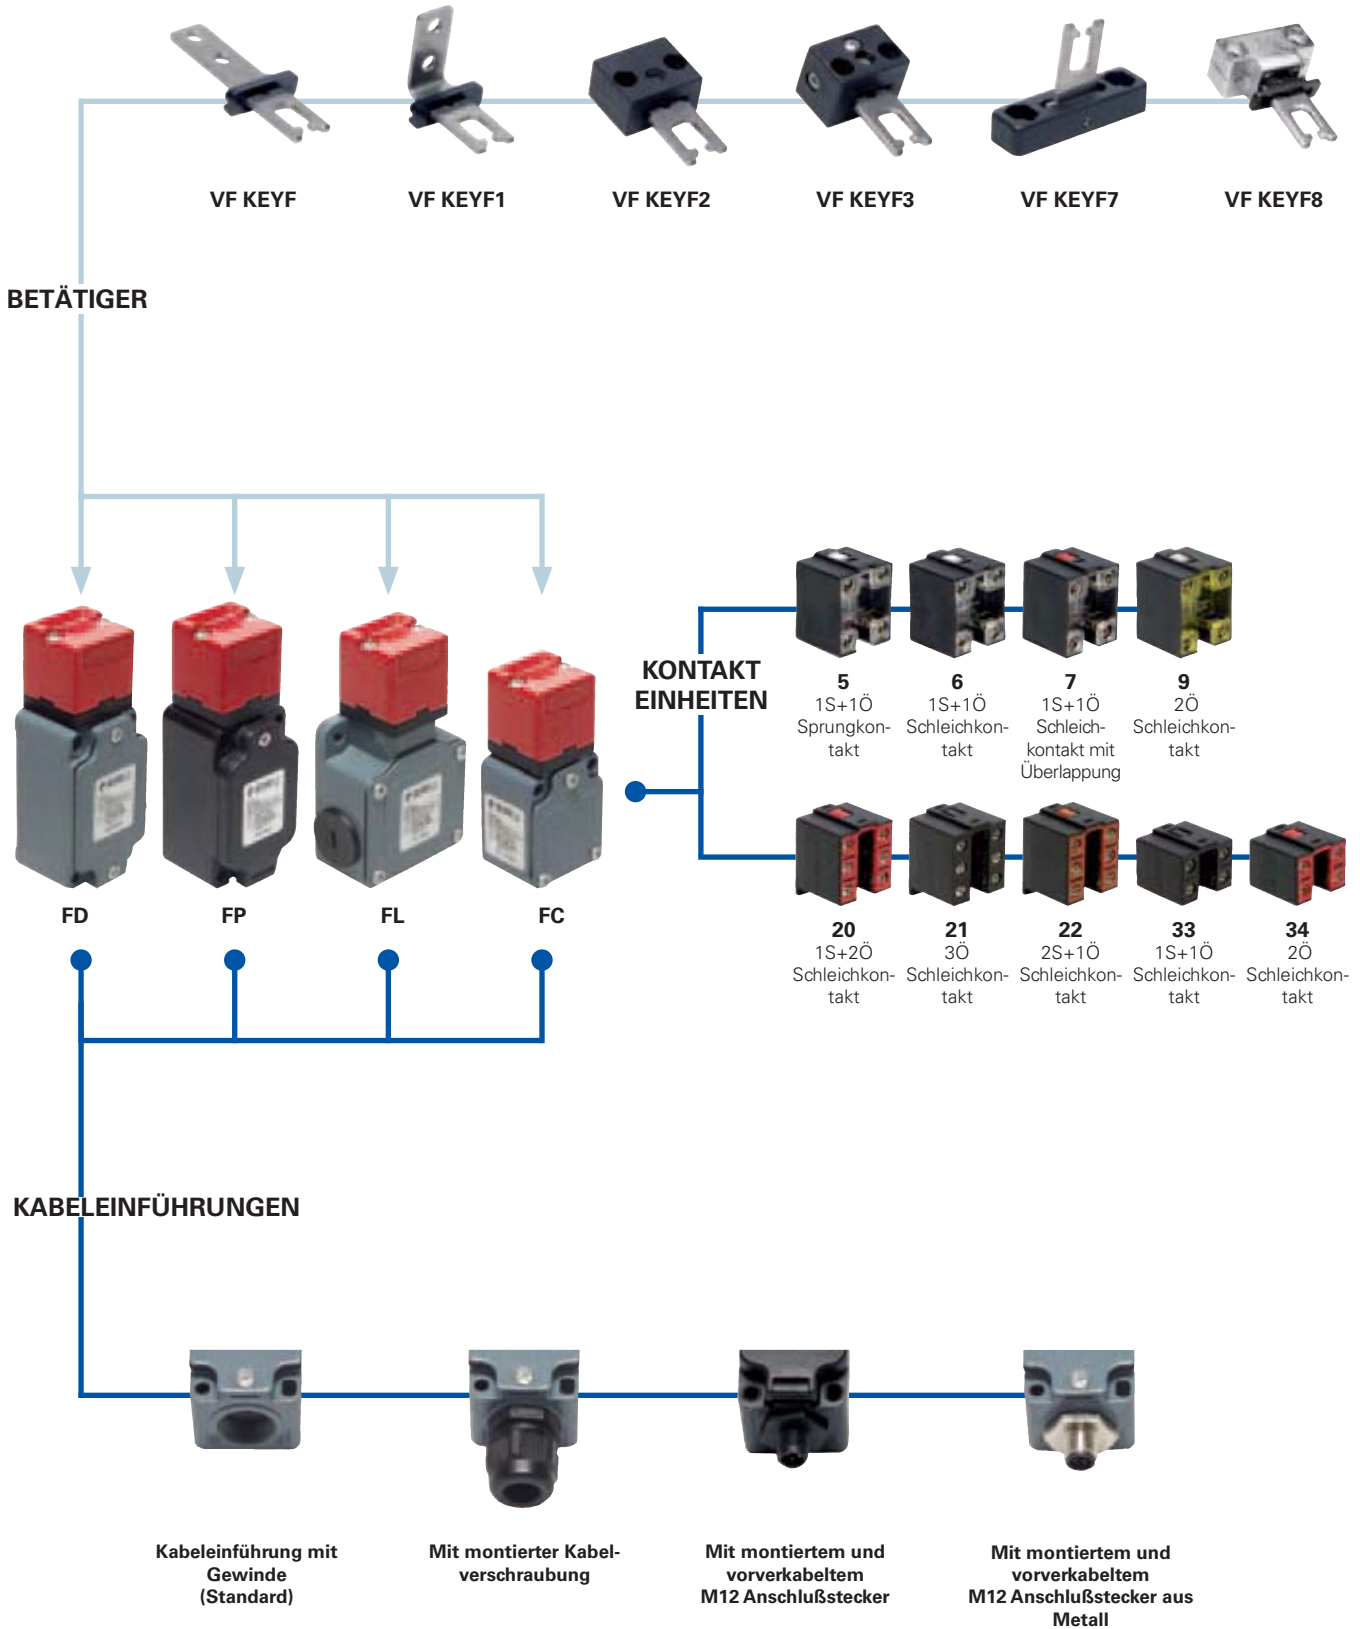 VF KEYF
VF KEYF1
VF KEYF2
VF KEYF3
VF KEYF7
VF KEYF8
BETÄTIGER
KONTAKT
EINHEITEN
5
1S+1Ö
Sprungkon-
takt
6
1S+1Ö
Schleichkon-
takt
7
1S+1Ö
Schleich-
kontakt mit
Überlappung
9
2Ö
Schleichkon-
takt
20
1S+2Ö
Schleichkon-
takt
21
3Ö
Schleichkon-
takt
22
2S+1Ö
Schleichkon-
takt
33
1S+1Ö
Schleichkon-
takt
34
2Ö
Schleichkon-
takt
FD
FP
FL
FC
KABELEINFÜHRUNGEN
Kabeleinführung mit
Gewinde
(Standard)
Mit montierter Kabel-
verschraubung
Mit montiertem und
vorverkabeltem
M12 Anschlußstecker
Mit montiertem und
vorverkabeltem
M12 Anschlußstecker aus
Metall